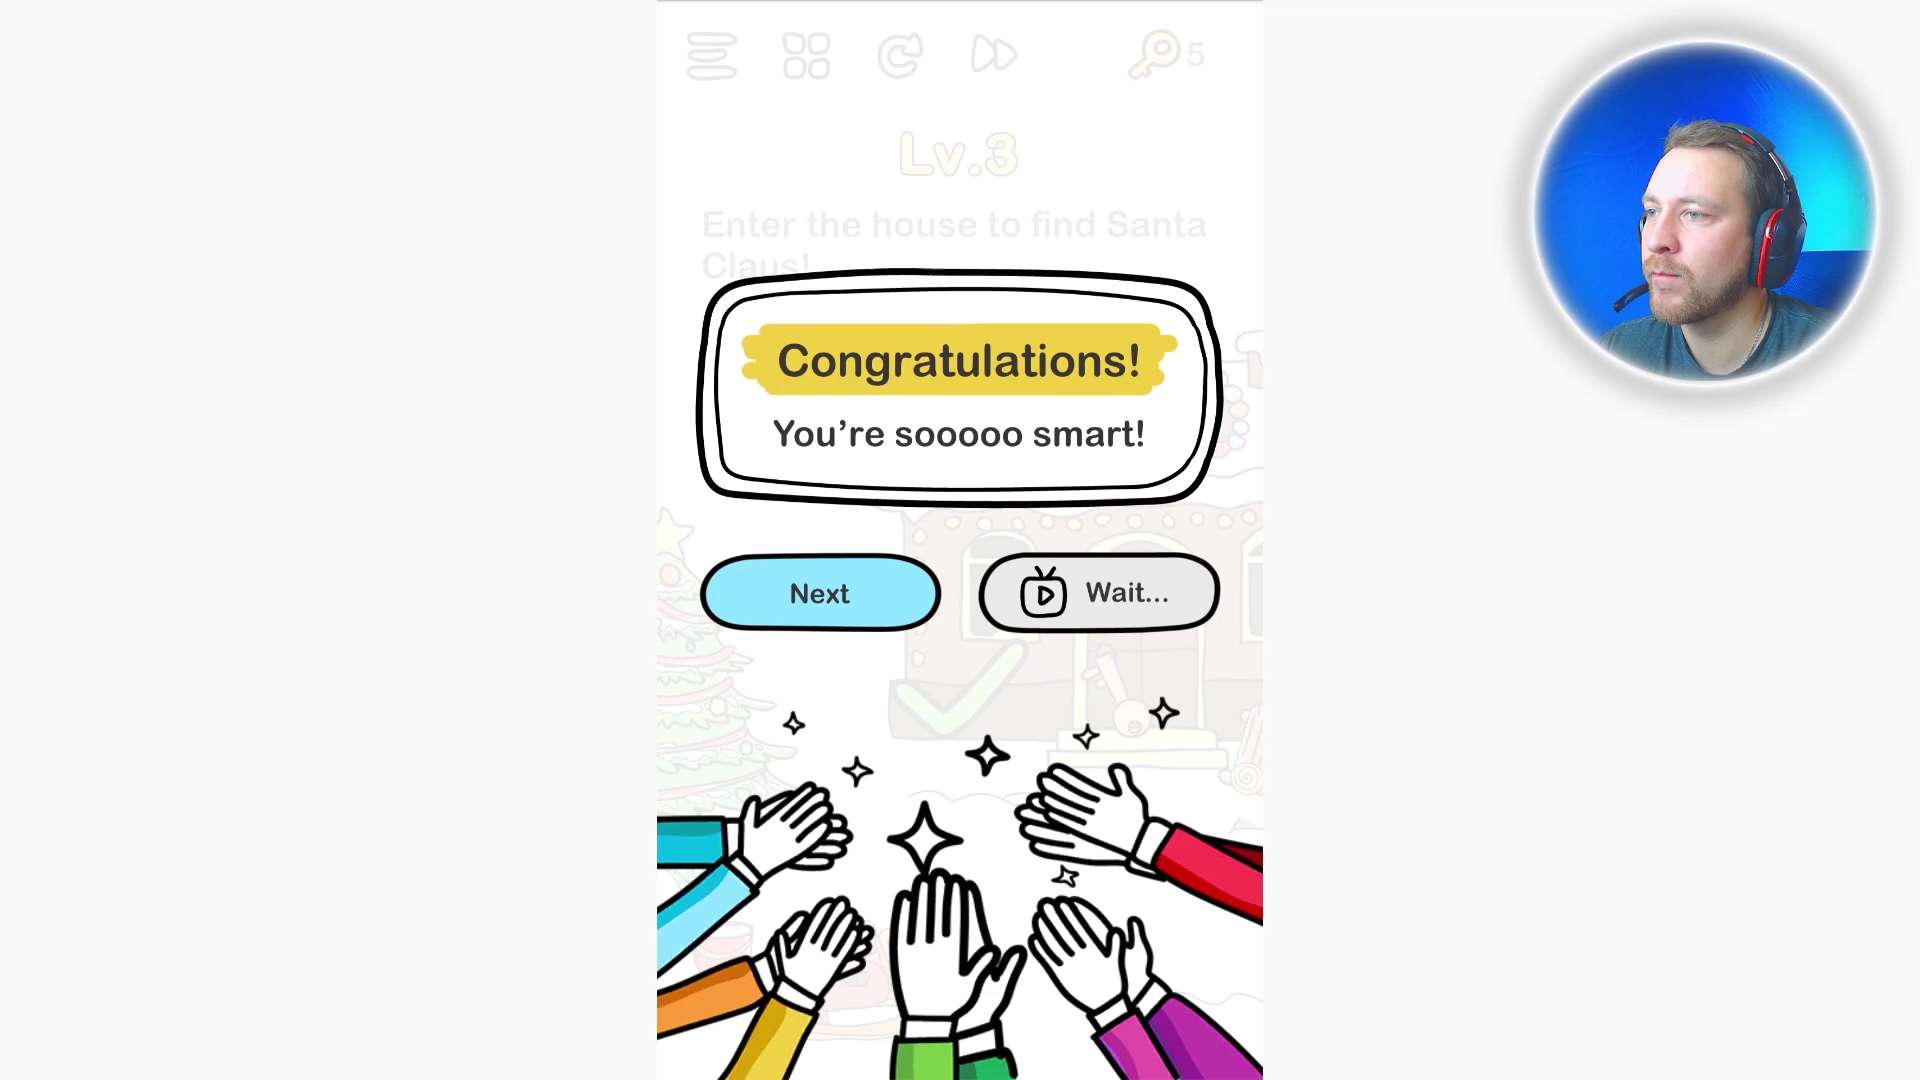 5
Lv.3
Enter the house to find Santa
Claus!
Congratulations!
You're sooooo smart!
Next
Wait...